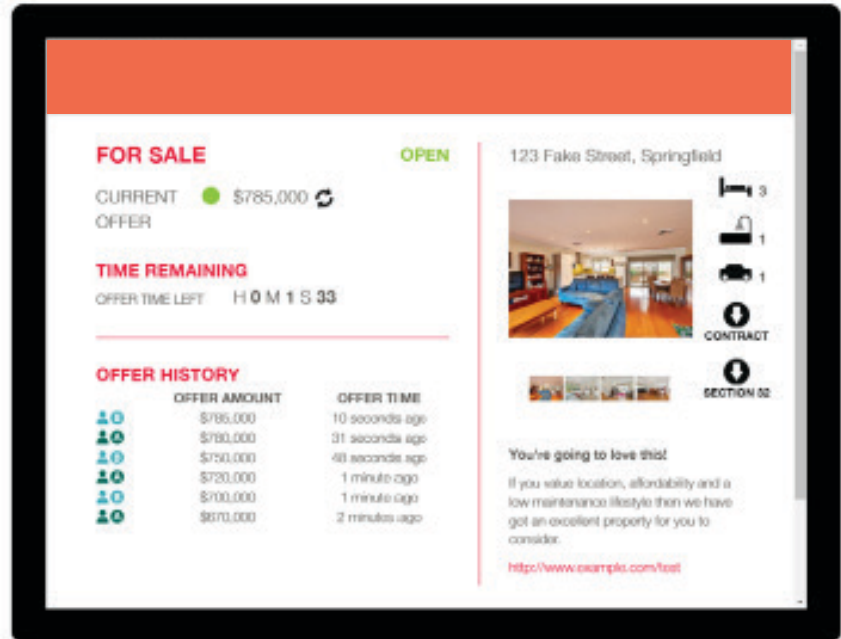 FOR SALE OPEN
CURRENT $785,000
OFFER
TIME REMAINING
OFFER TIME LEFT H 0 M 1 S 33
OFFER HISTORY
OFFER AMOUNT OFFER TIME
$785,000 10 seconds ago
$780,000 31 seconds ago
$750,000 48 seconds ago
$720,000 1 minute ago
$700,000 1 minute ago
$670,000 2 minutes ago
123 Fake Street, Springfield
3
1
1
CONTRACT
SECTION 32
You're going to love this!
If you value location, affordability and a
low maintenance lifestyle then we have
got an excellent property for you to
consider.
http://www.example.com/test